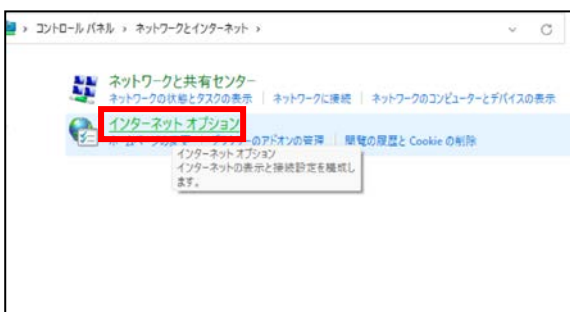 › コントロール パネル › ネットワークとインターネット ›
ネットワークと共有センター
ネットワークの状態とタスクの表示 | ネットワークに接続 | ネットワークのコンピューターとデバイスの表示
インターネット オプション
のアドオンの管理 | 閲覧の履歴と Cookie の削除
インターネット オプション
インターネットの表示と接続設定を構成し
ます。